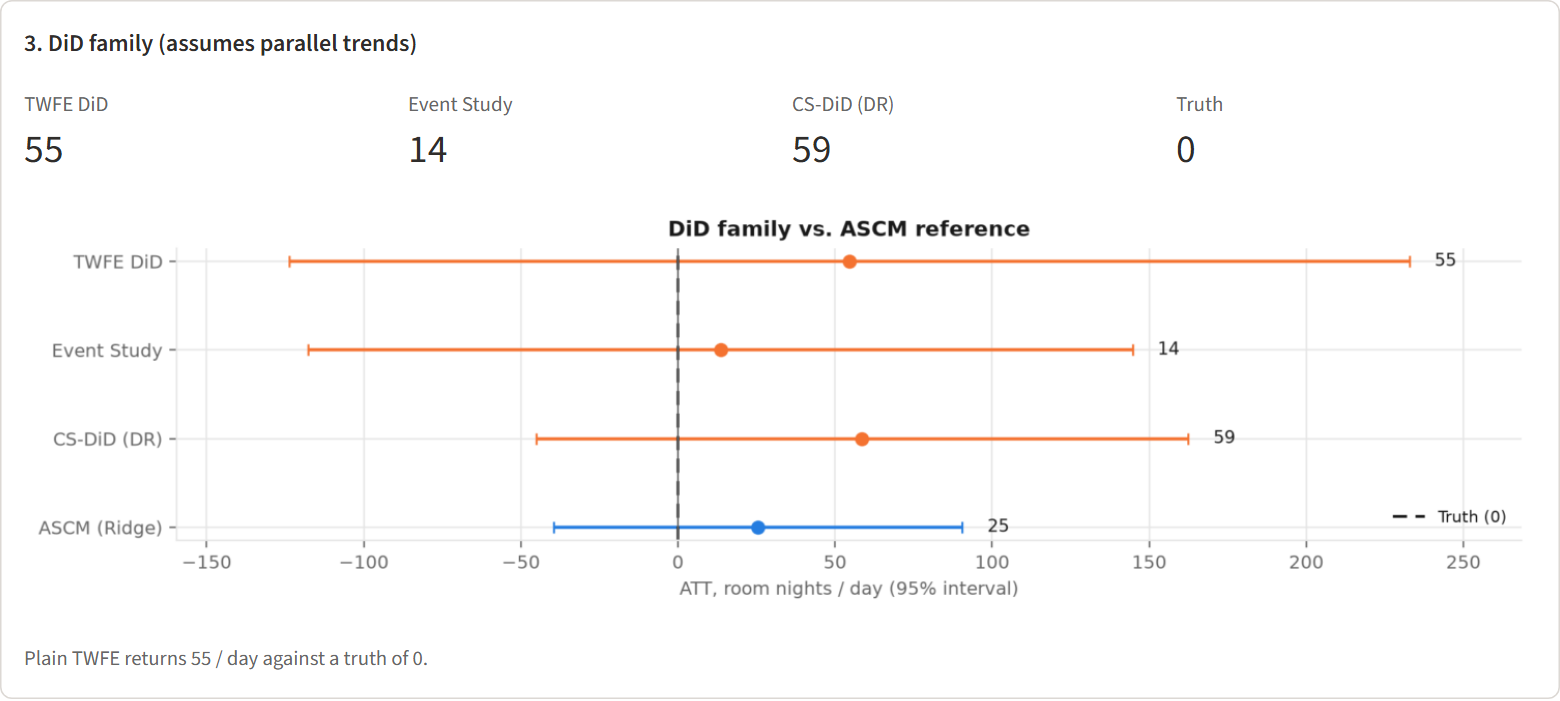 3. DiD family (assumes parallel trends)
TWFE DiD
55
Event Study
14
CS-DiD (DR)
59
Truth
0
DiD family vs. ASCM reference
TWFE DiD
55
Event Study
14
CS-DiD (DR)
59
ASCM (Ridge)
25
Truth (0)
−150 −100 −50 0 50 100 150 200 250
ATT, room nights / day (95% interval)
Plain TWFE returns 55 / day against a truth of 0.